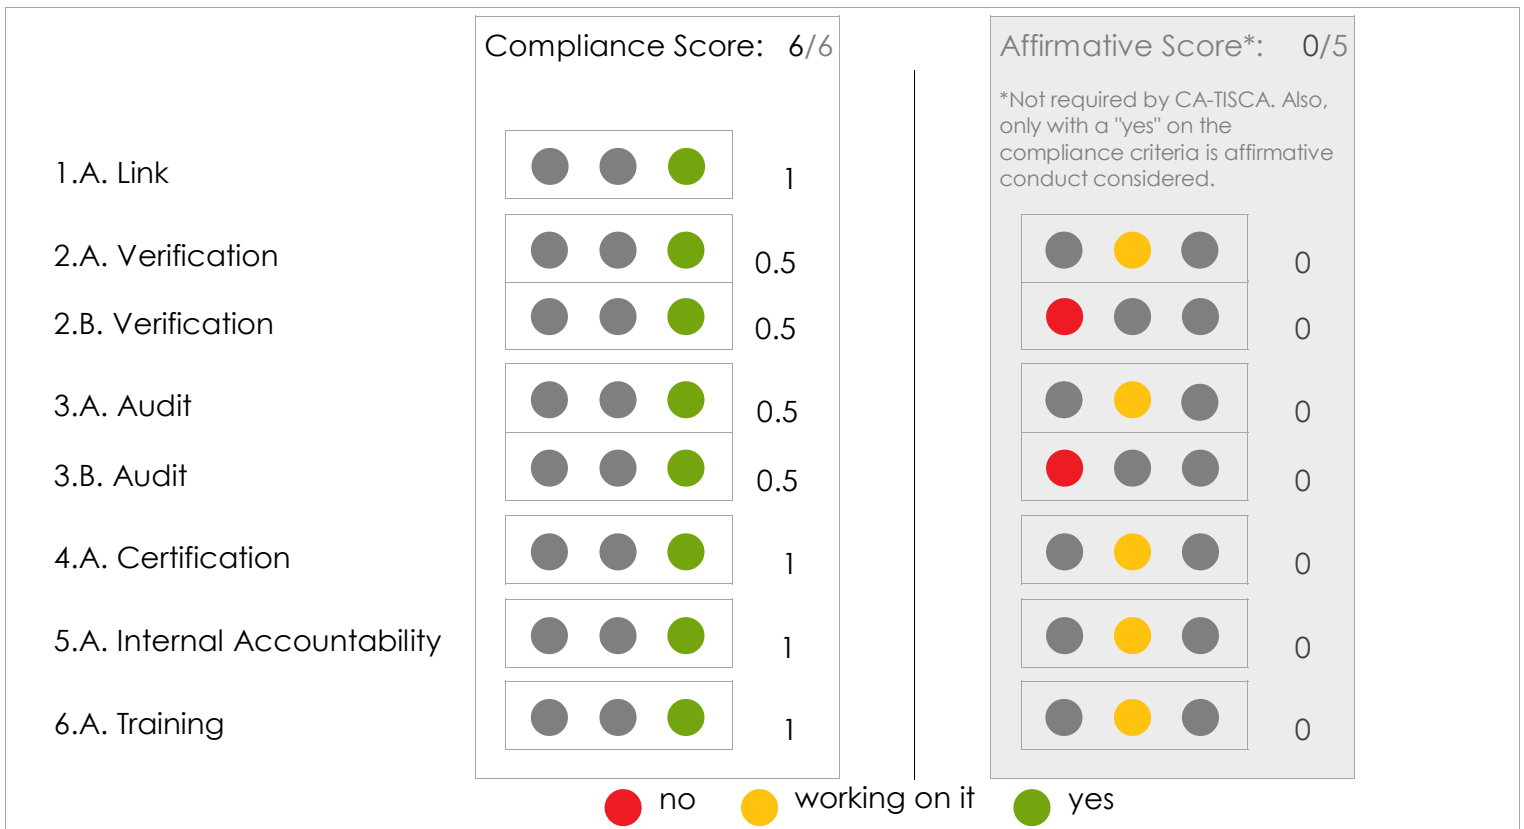 Compliance Score: 6/6
Affirmative Score*: 0/5
*Not required by CA-TISCA. Also,
only with a "yes" on the
compliance criteria is affirmative
conduct considered.
1.A. Link 1
2.A. Verification 0.5 0
2.B. Verification 0.5 0
3.A. Audit 0.5 0
3.B. Audit 0.5 0
4.A. Certification 1 0
5.A. Internal Accountability 1 0
6.A. Training 1 0
no working on it yes